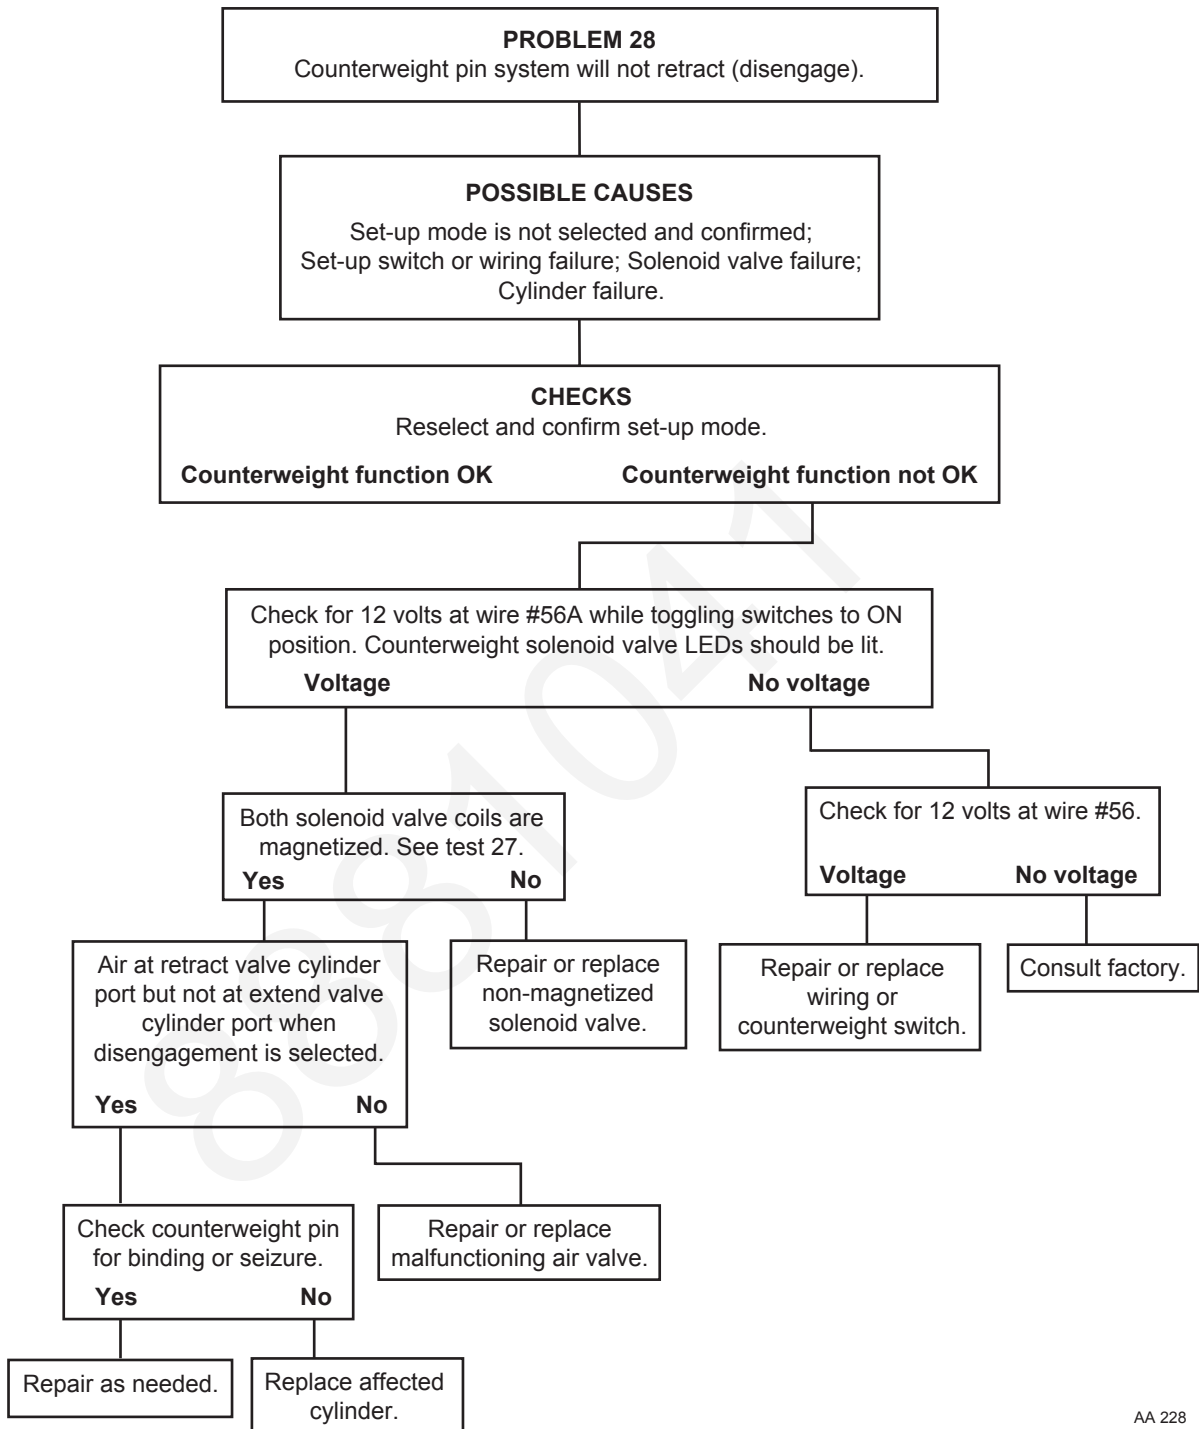 PROBLEM 28
Counterweight pin system will not retract (disengage).
POSSIBLE CAUSES
Set-up mode is not selected and confirmed;
Set-up switch or wiring failure; Solenoid valve failure;
Cylinder failure.
CHECKS
Reselect and confirm set-up mode.
Counterweight function OK
Counterweight function not OK
Check for 12 volts at wire #56A while toggling switches to ON
position. Counterweight solenoid valve LEDs should be lit.
Voltage
No voltage
Both solenoid valve coils are
magnetized. See test 27.
Yes
No
Check for 12 volts at wire #56.
Voltage
No voltage
Air at retract valve cylinder
port but not at extend valve
cylinder port when
disengagement is selected.
Yes
No
Repair or replace
non-magnetized
solenoid valve.
Repair or replace
wiring or
counterweight switch.
Consult factory.
Check counterweight pin
for binding or seizure.
Yes
No
Repair or replace
malfunctioning air valve.
Repair as needed.
Replace affected
cylinder.
AA 228
8881041